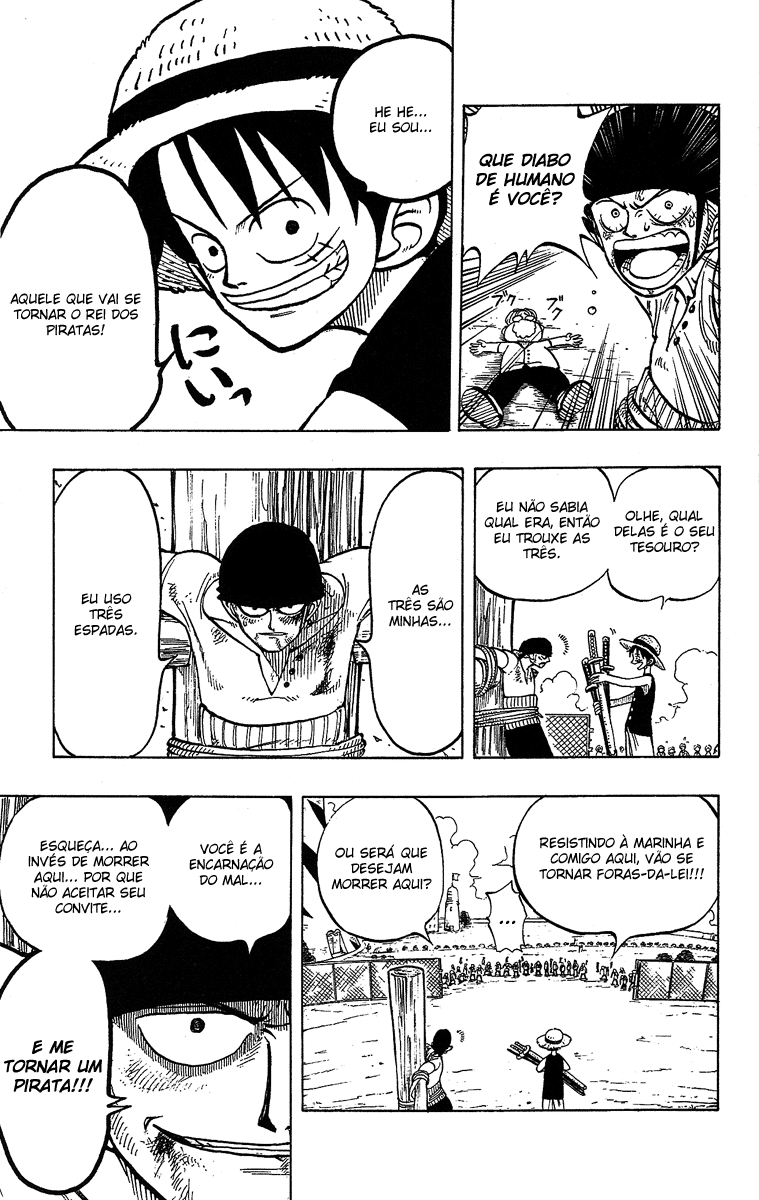 QUE DIABO
DE HUMANO
É VOCÊ?
ブク
ブク
HE HE...
EU SOU...
AQUELE QUE VAI SE
TORNAR O REI DOS
PIRATAS!
にいっ
OLHE, QUAL
DELAS É O SEU
TESOURO?
EU NÃO SABIA
QUAL ERA, ENTÃO
EU TROUXE AS
TRÊS.
AS
TRÊS SÃO
MINHAS...
EU USO
TRÊS
ESPADAS.
RESISTINDO À MARINHA E
COMIGO AQUI, VÃO SE
TORNAR FORAS-DA-LEI!!!
...
OU SERÁ QUE
DESEJAM
MORRER AQUI?
VOCÊ É A
ENCARNAÇÃO
DO MAL...
ESQUEÇA... AO
INVÉS DE MORRER
AQUI... POR QUE
NÃO ACEITAR SEU
CONVITE...
E ME
TORNAR UM
PIRATA!!!